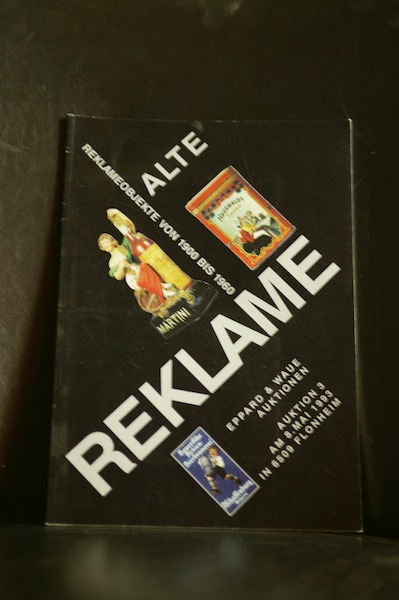 ALTE
REKLAMEOBJEKTE VON 1900 BIS 1960
MARTINI
REKLAME
EPPARD & WAUE
AUKTIONEN
AUKTION 3
AM 8. MAI 1993
IN 6509 FLONHEIM